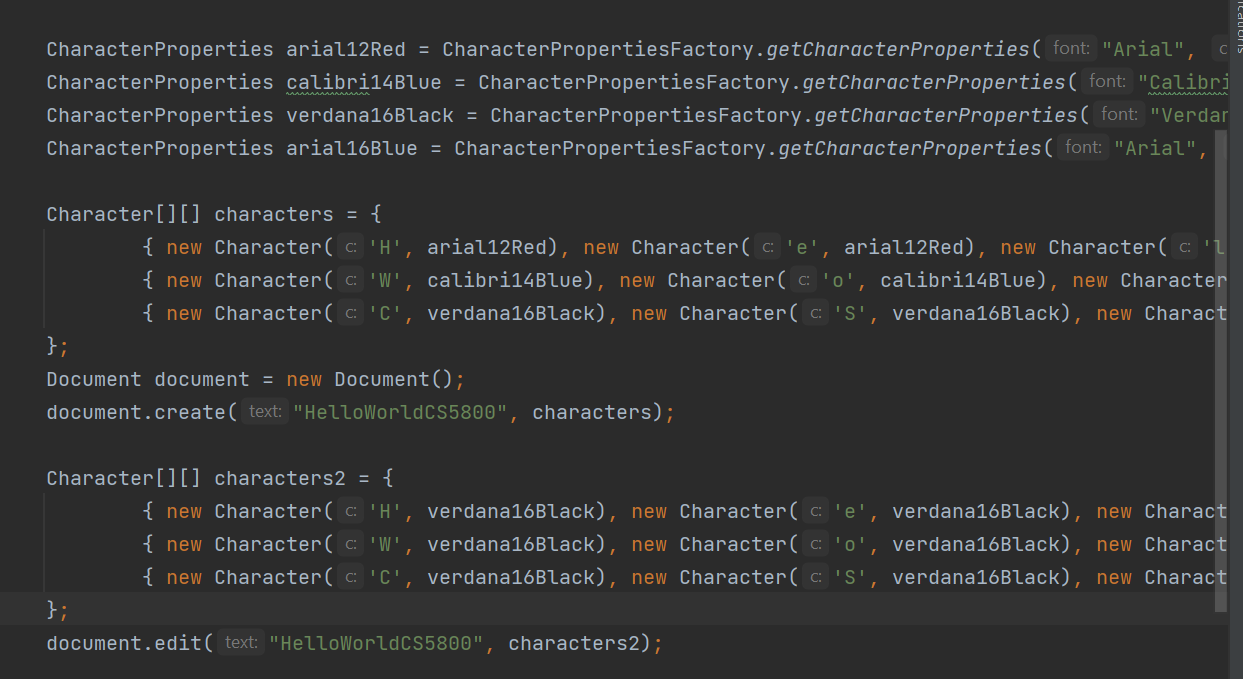 CharacterProperties arial12Red = CharacterPropertiesFactory.getCharacterProperties( font: "Arial", c
CharacterProperties calibri14Blue = CharacterPropertiesFactory.getCharacterProperties( font: "Calibri
CharacterProperties verdana16Black = CharacterPropertiesFactory.getCharacterProperties( font: "Verdan
CharacterProperties arial16Blue = CharacterPropertiesFactory.getCharacterProperties( font: "Arial",
Character[][] characters = {
{ new Character( c: 'H', arial12Red), new Character( c: 'e', arial12Red), new Character( c: 'l
{ new Character( c: 'W', calibri14Blue), new Character( c: 'o', calibri14Blue), new Character
{ new Character( c: 'C', verdana16Black), new Character( c: 'S', verdana16Black), new Charact
};
Document document = new Document();
document.create( text: "HelloWorldCS5800", characters);
Character[][] characters2 = {
{ new Character( c: 'H', verdana16Black), new Character( c: 'e', verdana16Black), new Charact
{ new Character( c: 'W', verdana16Black), new Character( c: 'o', verdana16Black), new Charact
{ new Character( c: 'C', verdana16Black), new Character( c: 'S', verdana16Black), new Charact
};
document.edit( text: "HelloWorldCS5800", characters2);